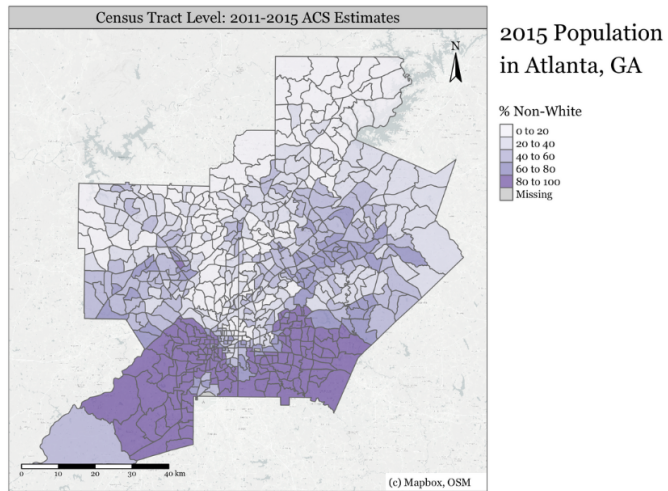 Census Tract Level: 2011-2015 ACS Estimates
2015 Population
in Atlanta, GA
N
% Non-White
0 to 20
20 to 40
40 to 60
60 to 80
80 to 100
Missing
0 10 20 30 40 km
(c) Mapbox, OSM